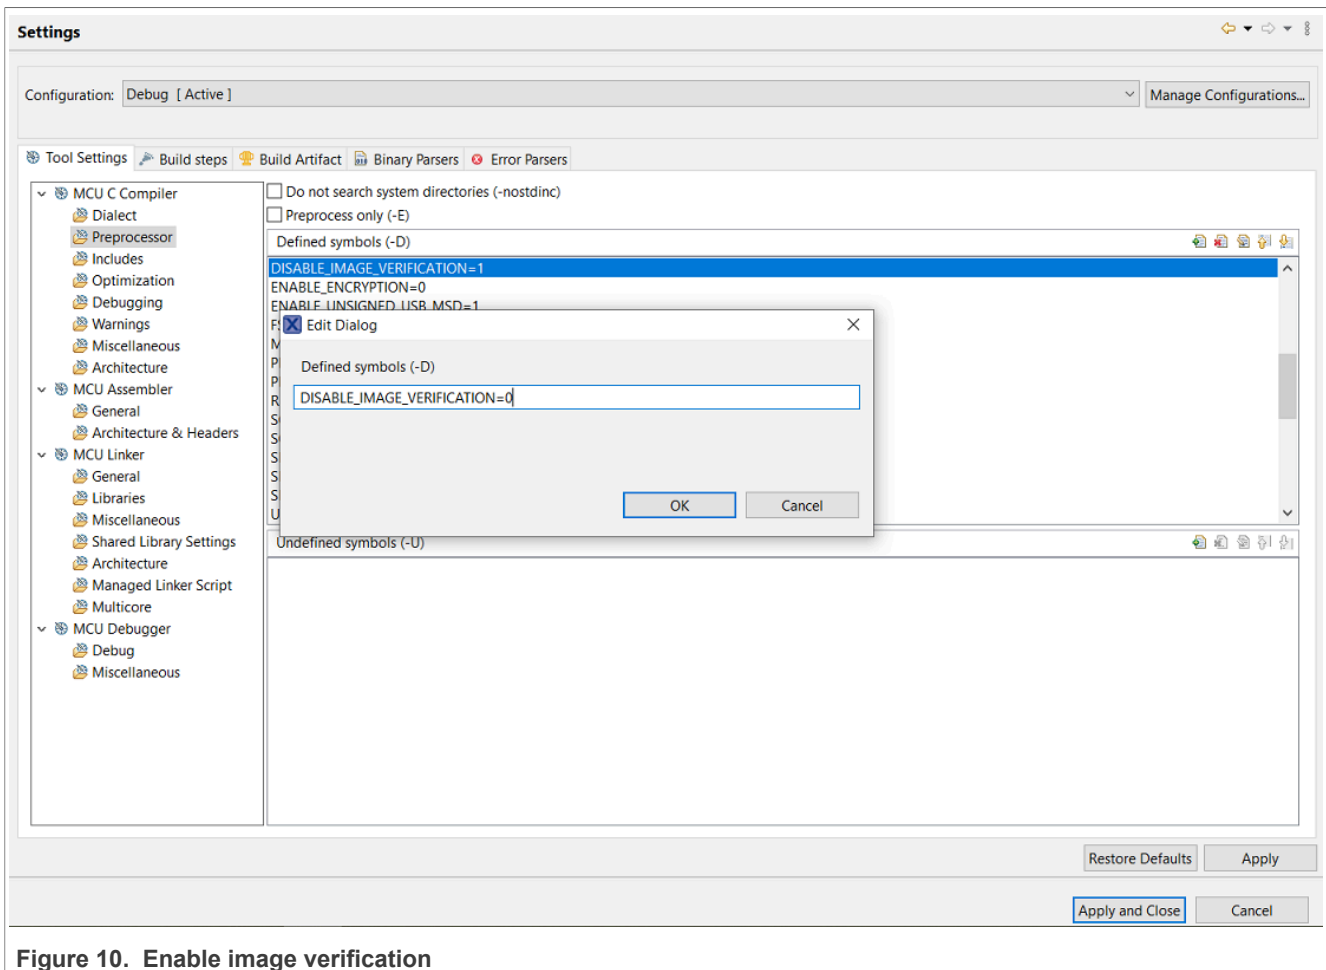 Settings
Configuration: Debug [ Active ] Manage Configurations...
Tool Settings Build steps Build Artifact Binary Parsers Error Parsers
MCU C Compiler
Dialect
Preprocessor
Includes
Optimization
Debugging
Warnings
Miscellaneous
Architecture
MCU Assembler
General
Architecture & Headers
MCU Linker
General
Libraries
Miscellaneous
Shared Library Settings
Architecture
Managed Linker Script
Multicore
MCU Debugger
Debug
Miscellaneous
Do not search system directories (-nostdinc)
Preprocess only (-E)
Defined symbols (-D)
DISABLE_IMAGE_VERIFICATION=1
ENABLE_ENCRYPTION=0
ENABLE_UNSIGNED_USB_MSD=1
Edit Dialog
Defined symbols (-D)
DISABLE_IMAGE_VERIFICATION=0
OK Cancel
Undefined symbols (-U)
Restore Defaults Apply
Apply and Close Cancel
Figure 10. Enable image verification